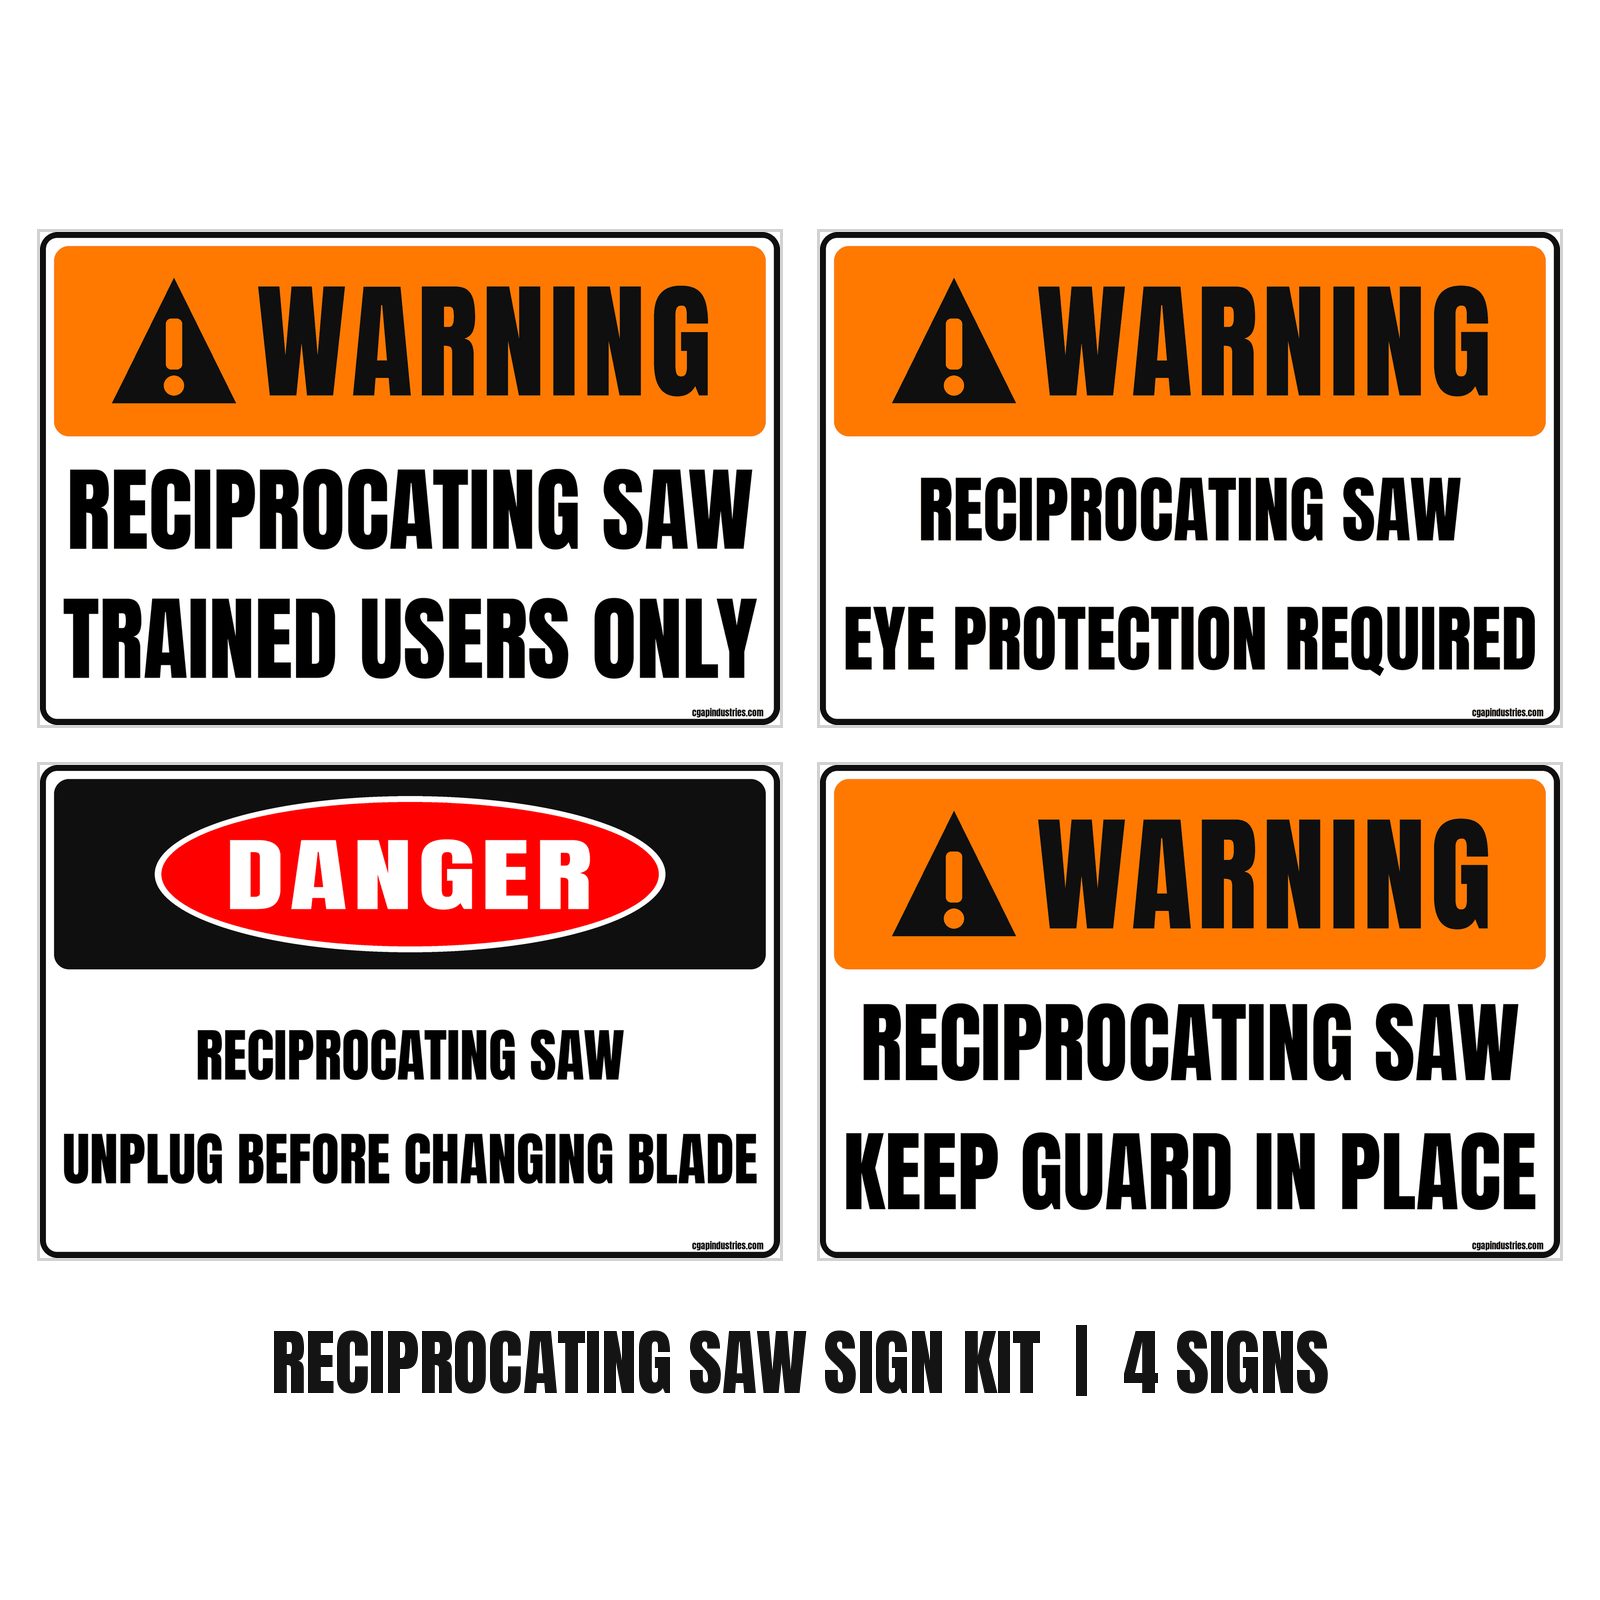 WARNING
RECIPROCATING SAW
TRAINED USERS ONLY
cgapindustries.com
WARNING
RECIPROCATING SAW
EYE PROTECTION REQUIRED
cgapindustries.com
DANGER
RECIPROCATING SAW
UNPLUG BEFORE CHANGING BLADE
cgapindustries.com
WARNING
RECIPROCATING SAW
KEEP GUARD IN PLACE
cgapindustries.com
RECIPROCATING SAW SIGN KIT | 4 SIGNS